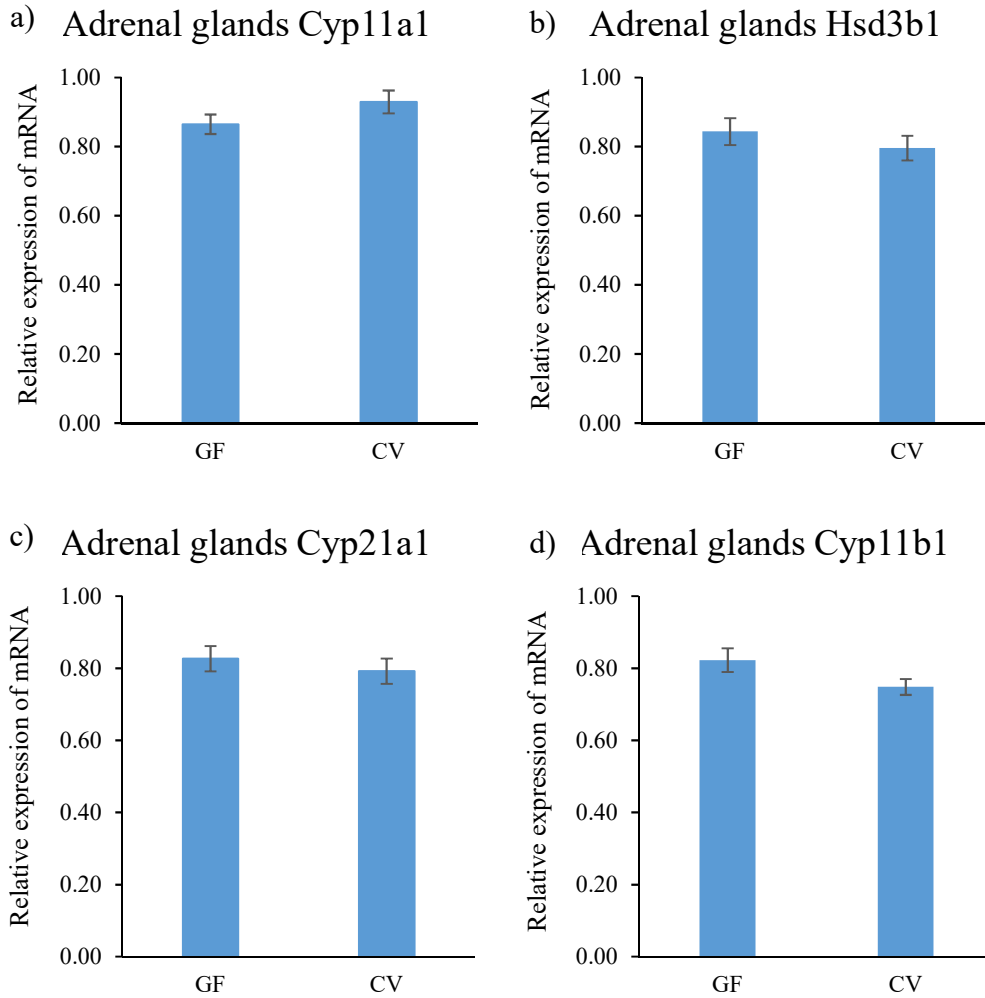 a) Adrenal glands Cyp11a1
Relative expression of mRNA
1.00
0.80
0.60
0.40
0.20
0.00
GF CV
b) Adrenal glands Hsd3b1
Relative expression of mRNA
1.00
0.80
0.60
0.40
0.20
0.00
GF CV
c) Adrenal glands Cyp21a1
Relative expression of mRNA
1.00
0.80
0.60
0.40
0.20
0.00
GF CV
d) Adrenal glands Cyp11b1
Relative expression of mRNA
1.00
0.80
0.60
0.40
0.20
0.00
GF CV